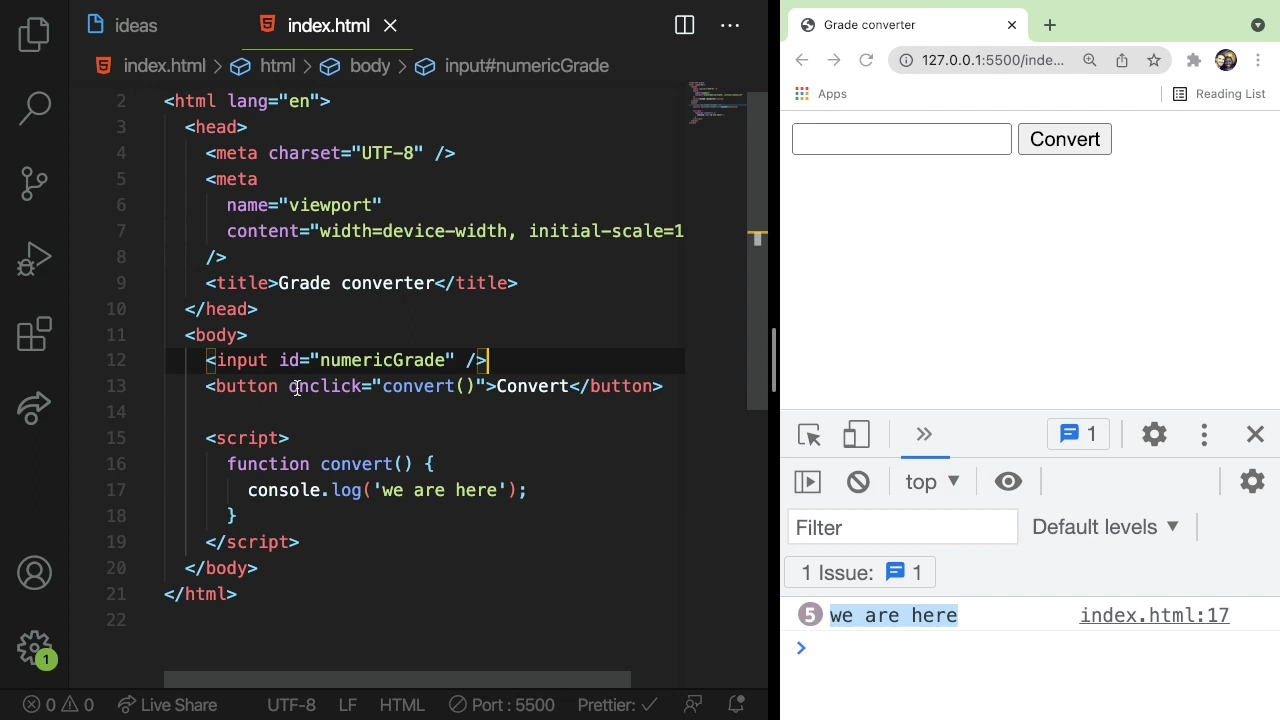 ideas
index.html
index.html > html > body > input#numericGrade
2 <html lang="en">
3 <head>
4 <meta charset="UTF-8" />
5 <meta
6 name="viewport"
7 content="width=device-width, initial-scale=1
8 />
9 <title>Grade converter</title>
10 </head>
11 <body>
12 <input id="numericGrade" />
13 <button onclick="convert()">Convert</button>
14
15 <script>
16 function convert() {
17 console.log('we are here');
18 }
19 </script>
20 </body>
21 </html>
22
1
0 0 Live Share UTF-8 LF HTML Port : 5500 Prettier: ✓
Grade converter
127.0.0.1:5500/inde...
Apps Reading List
Convert
1
top
Filter Default levels
1 Issue: 1
5 we are here index.html:17